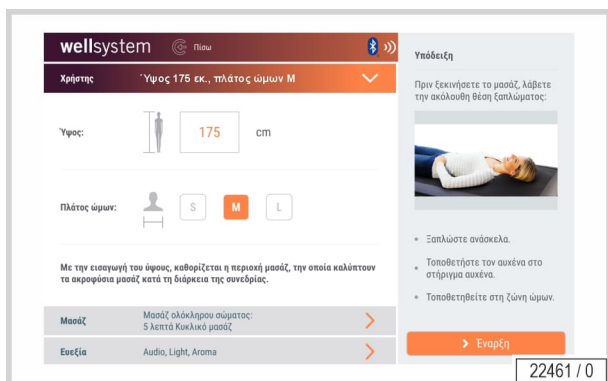 wellsystem Πίσω
Χρήστης Ύψος 175 εκ., πλάτος ώμων M
Ύψος: 175 cm
Πλάτος ώμων: S M L
Με την εισαγωγή του ύψους, καθορίζεται η περιοχή μασάζ, την οποία καλύπτουν
τα ακροφύσια μασάζ κατά τη διάρκεια της συνεδρίας.
Μασάζ
Μασάζ ολόκληρου σώματος:
5 λεπτά Κυκλικό μασάζ
Ευεξία Audio, Light, Aroma
Υπόδειξη
Πριν ξεκινήσετε το μασάζ, λάβετε
την ακόλουθη θέση ξαπλώματος:
• Ξαπλώστε ανάσκελα.
• Τοποθετήστε τον αυχένα στο
στήριγμα αυχένα.
• Τοποθετηθείτε στη ζώνη ώμων.
Έναρξη
22461 / 0